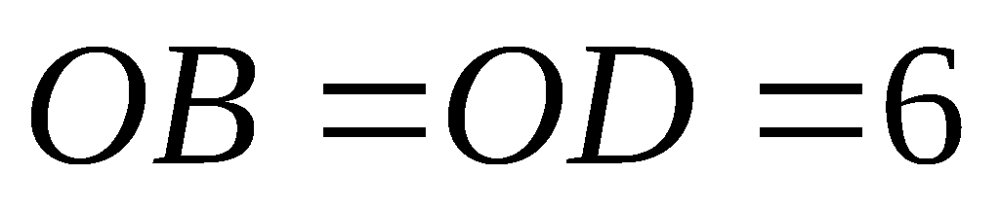 OB = OD = 6